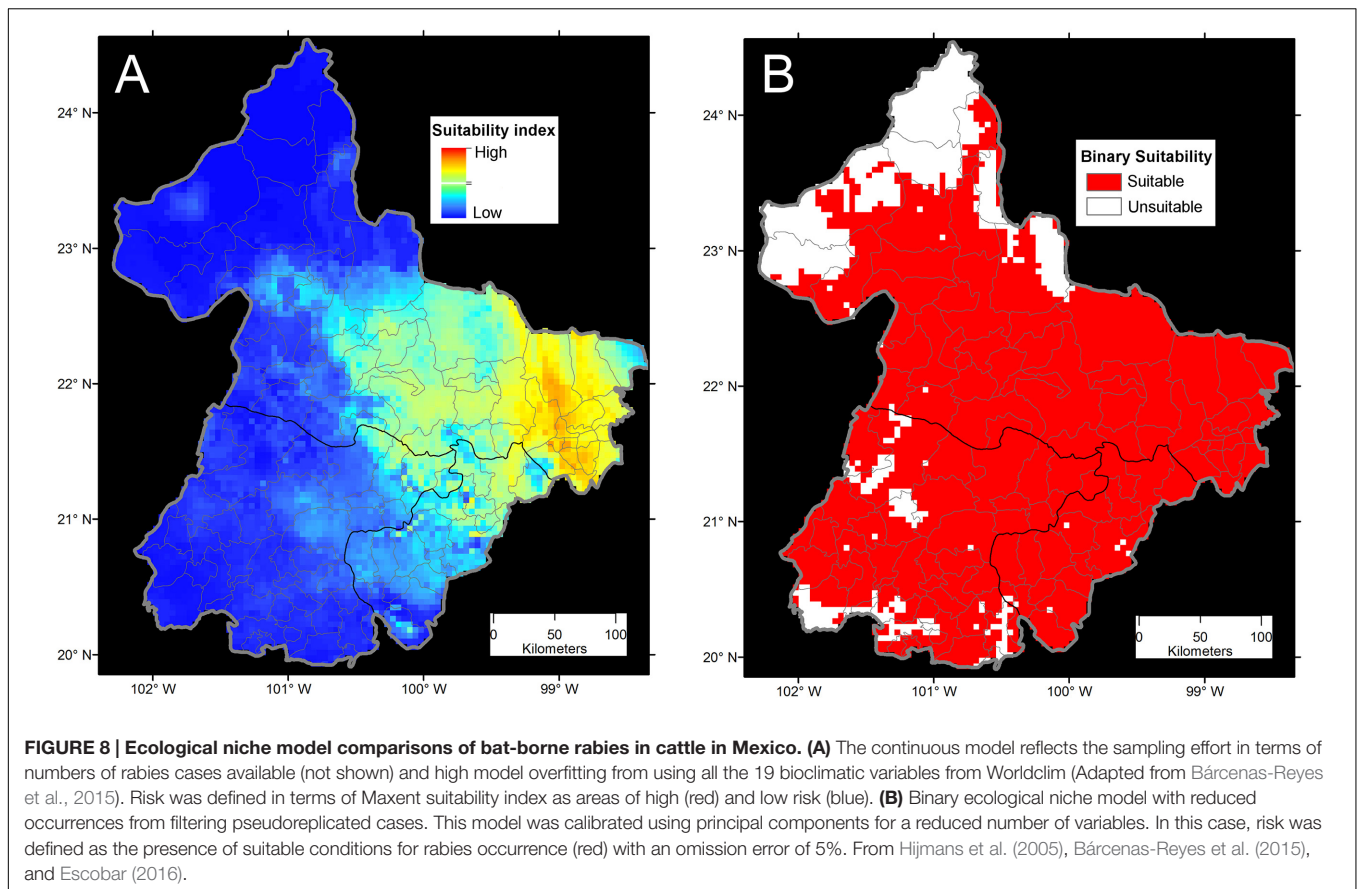 A
24° N
23° N
22° N
21° N
20° N
Suitability index
High
Low
0 50 100
Kilometers
102° W 101° W 100° W 99° W
B
24° N
23° N
22° N
21° N
20° N
Binary Suitability
Suitable
Unsuitable
0 50 100
Kilometers
102° W 101° W 100° W 99° W
FIGURE 8 | Ecological niche model comparisons of bat-borne rabies in cattle in Mexico. (A) The continuous model reflects the sampling effort in terms of
numbers of rabies cases available (not shown) and high model overfitting from using all the 19 bioclimatic variables from Worldclim (Adapted from Bárcenas-Reyes
et al., 2015). Risk was defined in terms of Maxent suitability index as areas of high (red) and low risk (blue). (B) Binary ecological niche model with reduced
occurrences from filtering pseudoreplicated cases. This model was calibrated using principal components for a reduced number of variables. In this case, risk was
defined as the presence of suitable conditions for rabies occurrence (red) with an omission error of 5%. From Hijmans et al. (2005), Bárcenas-Reyes et al. (2015),
and Escobar (2016).